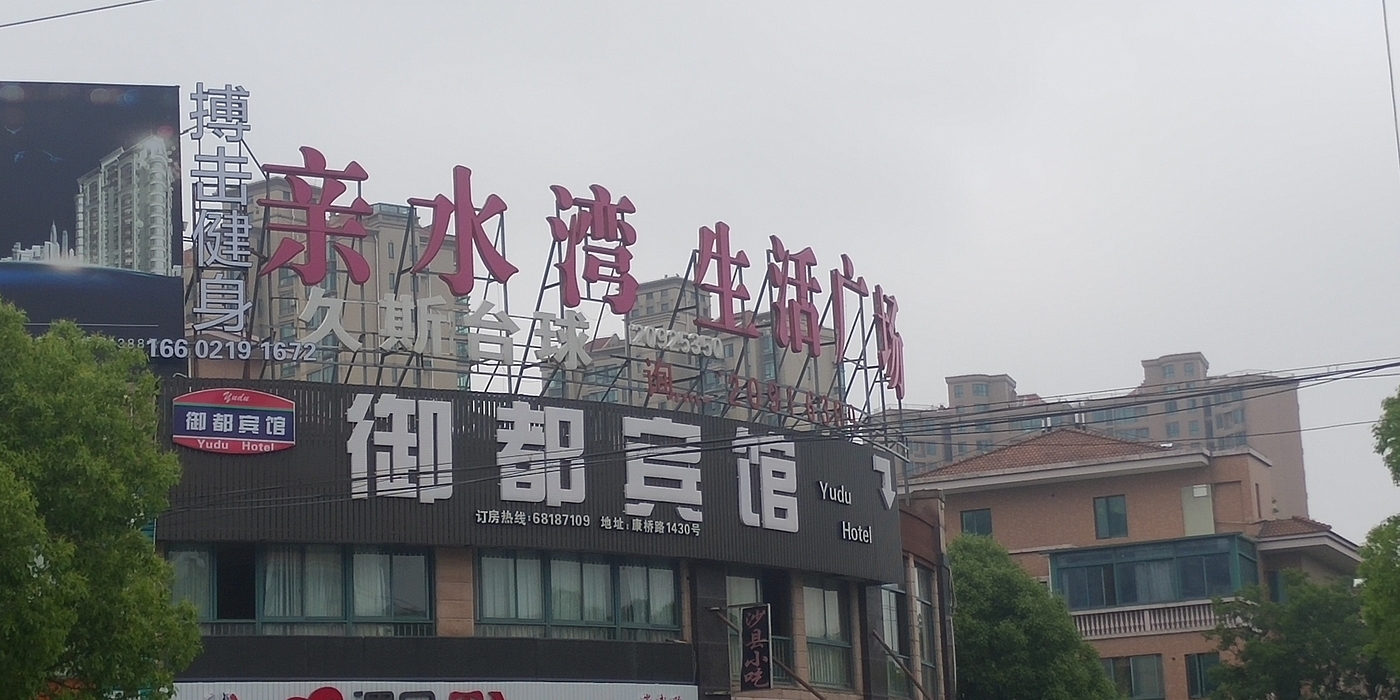 搏击健身
166 0219 1672
亲水湾 生活广场
久斯台球 20925350
Yudu
御都宾馆
Yudu Hotel
御都宾馆
Yudu
Hotel
订房热线:68187109 地址:康桥路1430号
沙县小吃